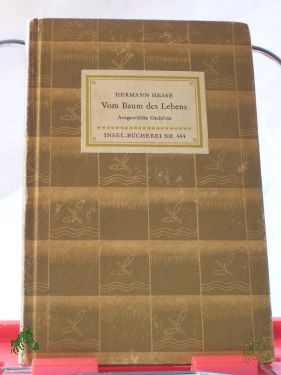 HERMANN HESSE
Vom Baum des Lebens
Ausgewählte Gedichte
INSEL-BÜCHEREI NR. 454